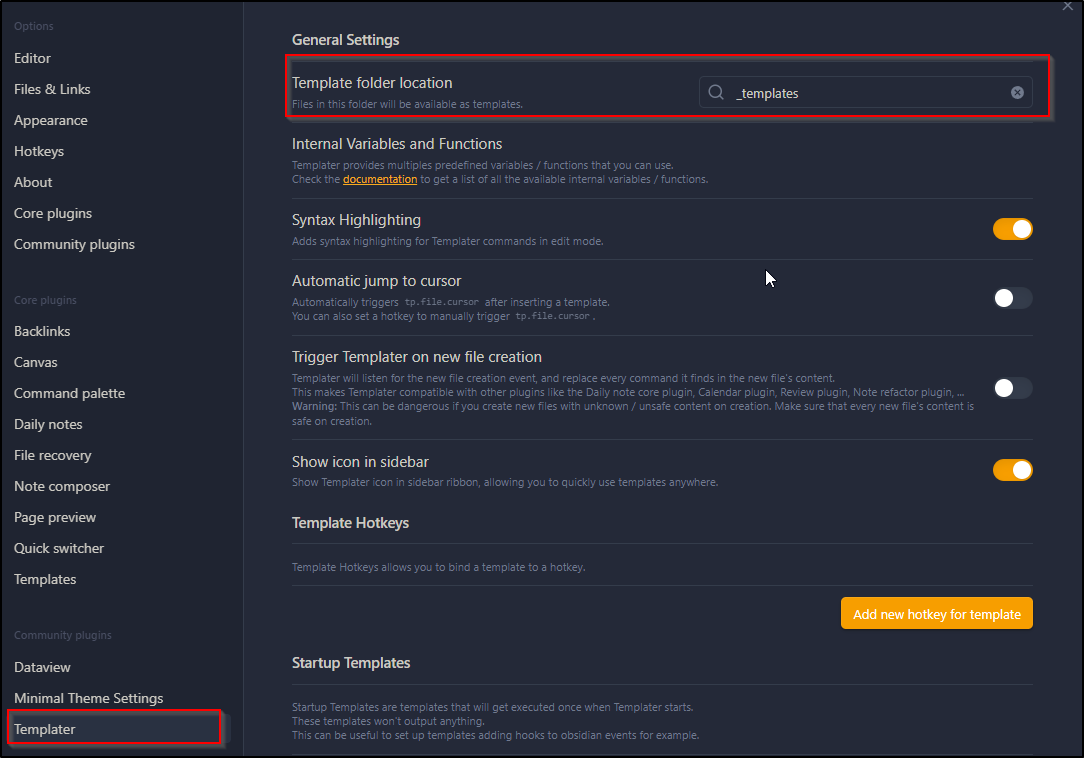 Options
Editor
Files & Links
Appearance
Hotkeys
About
Core plugins
Community plugins
Core plugins
Backlinks
Canvas
Command palette
Daily notes
File recovery
Note composer
Page preview
Quick switcher
Templates
Community plugins
Dataview
Minimal Theme Settings
Templater
General Settings
Template folder location
Files in this folder will be available as templates.
_templates
Internal Variables and Functions
Templater provides multiples predefined variables / functions that you can use.
Check the documentation to get a list of all the available internal variables / functions.
Syntax Highlighting
Adds syntax highlighting for Templater commands in edit mode.
Automatic jump to cursor
Automatically triggers tp.file.cursor after inserting a template.
You can also set a hotkey to manually trigger tp.file.cursor.
Trigger Templater on new file creation
Templater will listen for the new file creation event, and replace every command it finds in the new file's content.
This makes Templater compatible with other plugins like the Daily note core plugin, Calendar plugin, Review plugin, Note refactor plugin, ...
Warning: This can be dangerous if you create new files with unknown / unsafe content on creation. Make sure that every new file's content is
safe on creation.
Show icon in sidebar
Show Templater icon in sidebar ribbon, allowing you to quickly use templates anywhere.
Template Hotkeys
Template Hotkeys allows you to bind a template to a hotkey.
Add new hotkey for template
Startup Templates
Startup Templates are templates that will get executed once when Templater starts.
These templates won't output anything.
This can be useful to set up templates adding hooks to obsidian events for example.